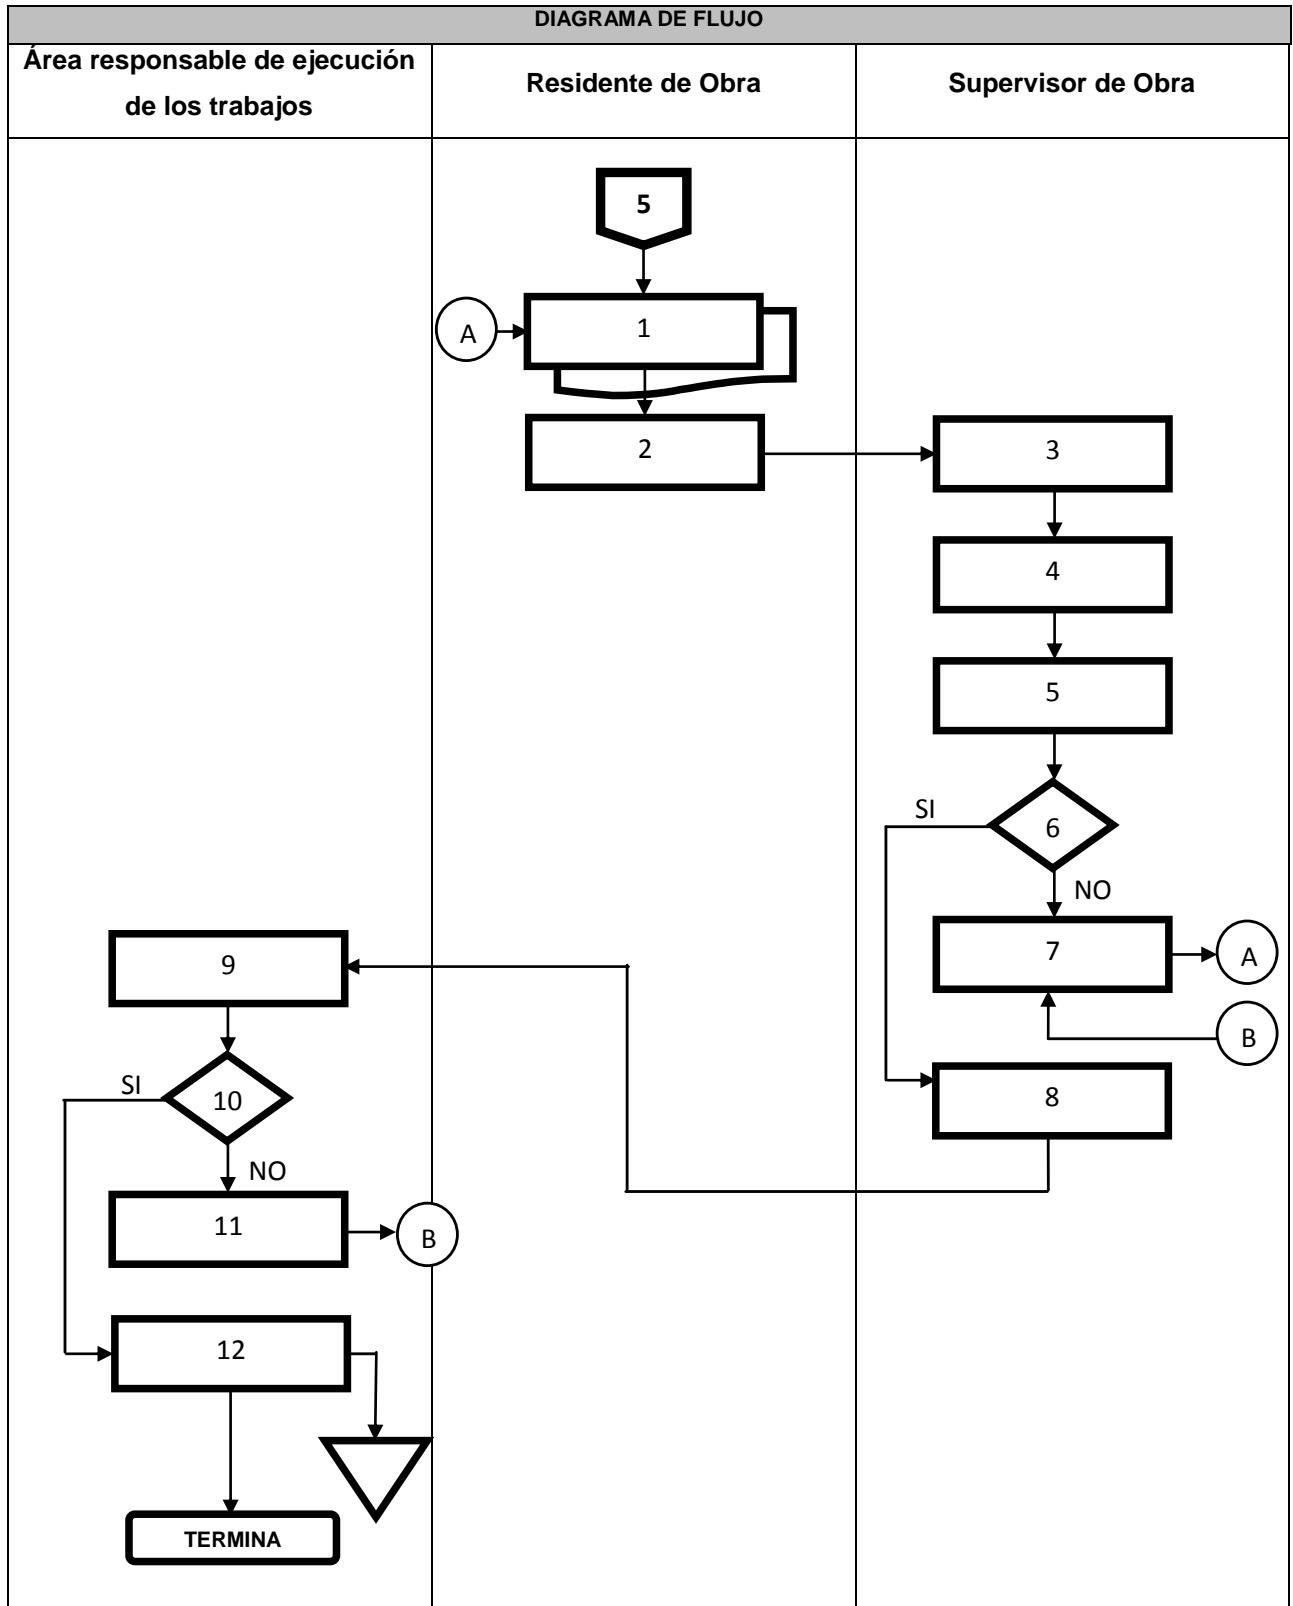 DIAGRAMA DE FLUJO
Área responsable de ejecución
de los trabajos
Residente de Obra
Supervisor de Obra
5
A
1
2
3
4
5
SI
6
NO
7
A
B
8
9
SI
10
NO
11
B
12
TERMINA